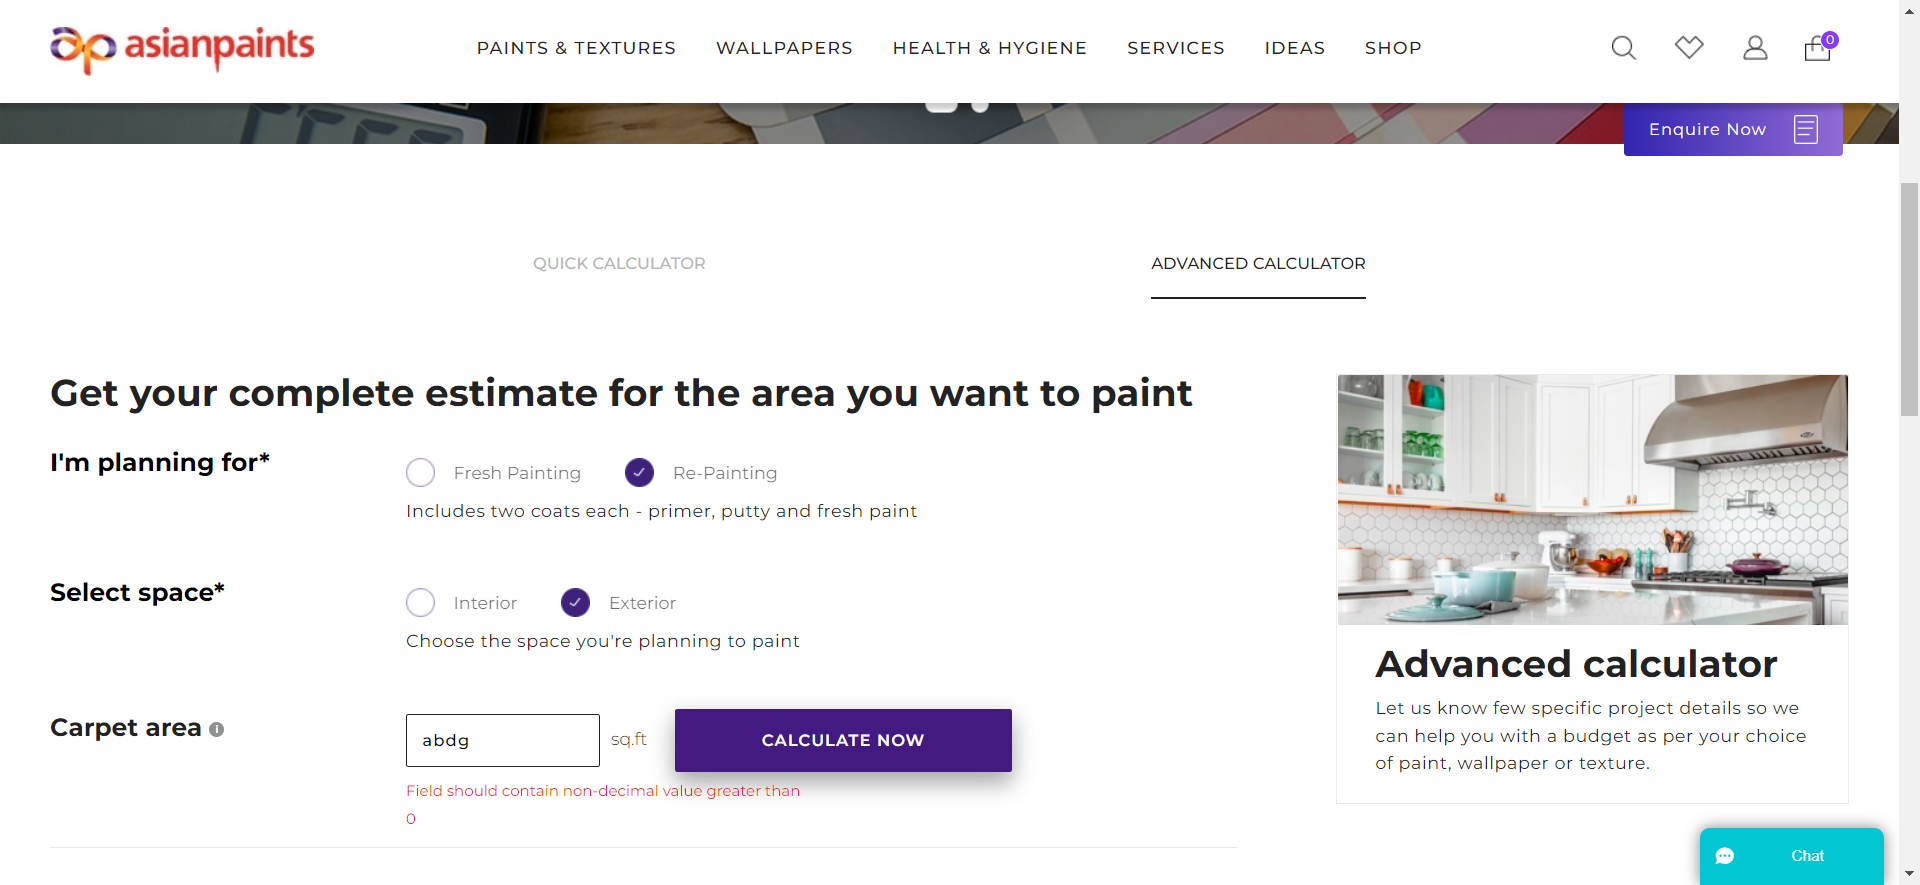 asianpaints
PAINTS & TEXTURES
WALLPAPERS
HEALTH & HYGIENE
SERVICES
IDEAS
SHOP
0
Enquire Now
QUICK CALCULATOR
ADVANCED CALCULATOR
Get your complete estimate for the area you want to paint
I'm planning for*
Fresh Painting
Re-Painting
Includes two coats each - primer, putty and fresh paint
Select space*
Interior
Exterior
Choose the space you're planning to paint
Carpet area
abdg
sq.ft
CALCULATE NOW
Field should contain non-decimal value greater than
0
Advanced calculator
Let us know few specific project details so we
can help you with a budget as per your choice
of paint, wallpaper or texture.
Chat